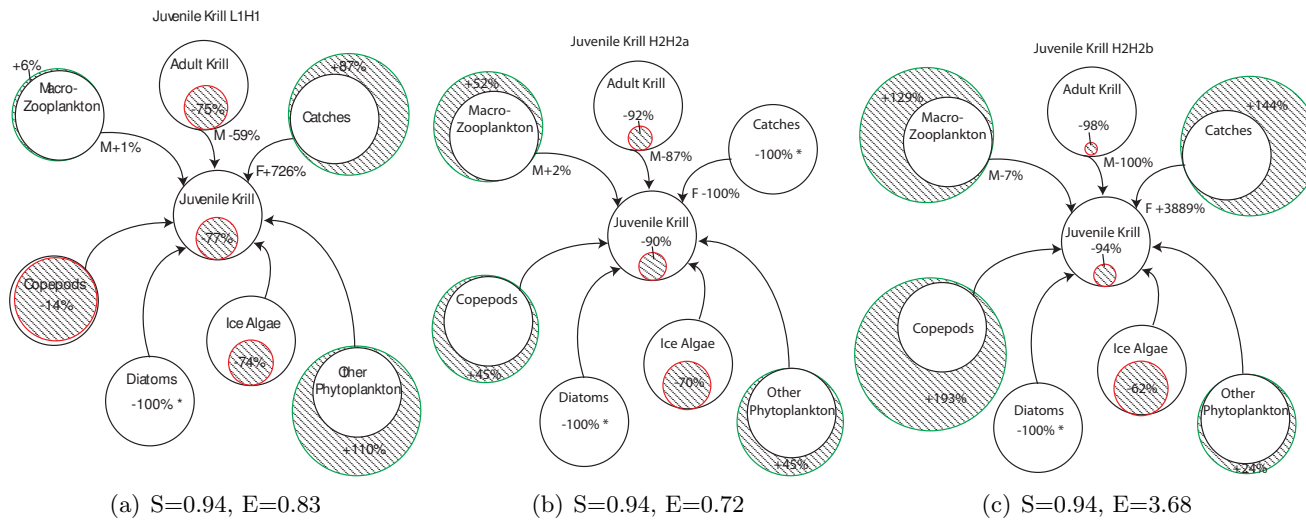 Juvenile Krill L1H1
+6%
Macro-
Zooplankton
Adult Krill
-75%
+87%
Catches
M+1%
M -59%
F+726%
Juvenile Krill
-77%
Copepods
-14%
Ice Algae
-74%
Diatoms
-100% *
Other
Phytoplankton
+110%
(a) S=0.94, E=0.83
Juvenile Krill H2H2a
+52%
Macro-
Zooplankton
Adult Krill
-92%
Catches
-100% *
M+2%
M-87%
F -100%
Juvenile Krill
-90%
Copepods
+45%
Ice Algae
-70%
Diatoms
-100% *
Other
Phytoplankton
+45%
(b) S=0.94, E=0.72
Juvenile Krill H2H2b
+129%
Macro-
Zooplankton
Adult Krill
-98%
+144%
Catches
M-7%
M-100%
F +3889%
Juvenile Krill
-94%
Copepods
+193%
Ice Algae
-62%
Diatoms
-100% *
Other
Phytoplankton
+24%
(c) S=0.94, E=3.68